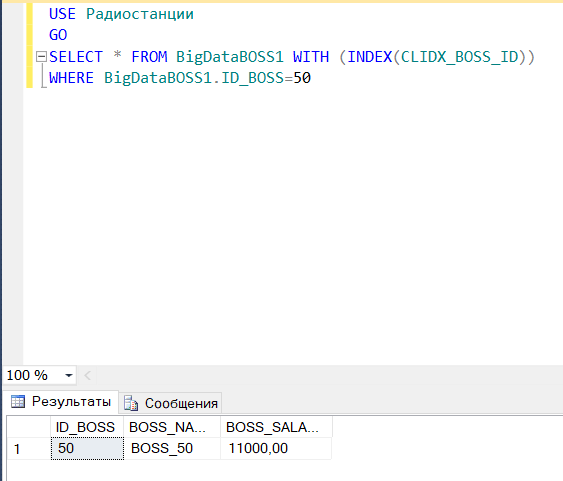 USE Радиостанции
GO
SELECT * FROM BigDataBOSS1 WITH (INDEX(CLIDX_BOSS_ID))
WHERE BigDataBOSS1.ID_BOSS=50
100 %
Результаты Сообщения
ID_BOSS BOSS_NA... BOSS_SALA...
1 50 BOSS_50 11000,00